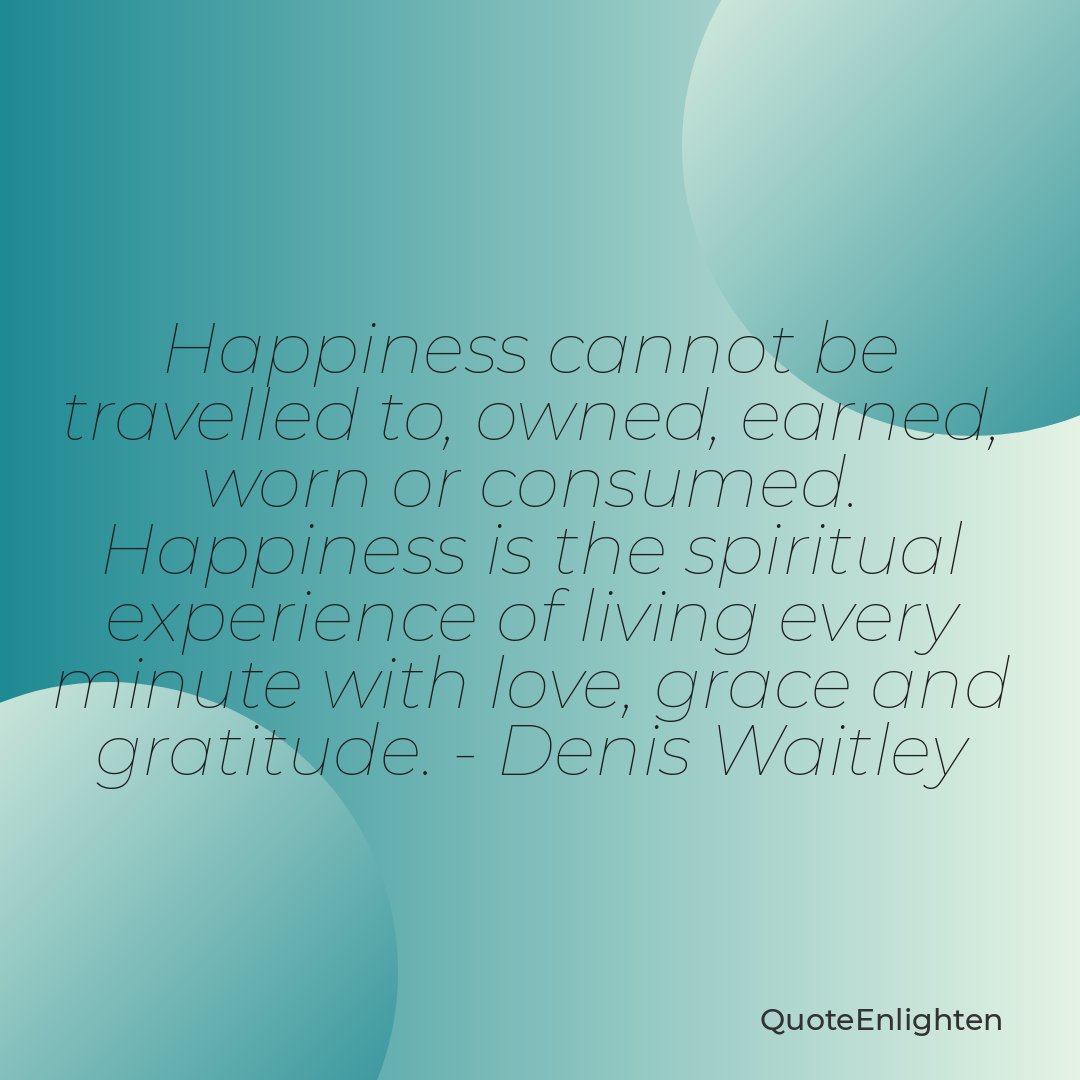 Happiness cannot be
travelled to, owned, earned,
worn or consumed.
Happiness is the spiritual
experience of living every
minute with love, grace and
gratitude. - Denis Waitley
QuoteEnlighten